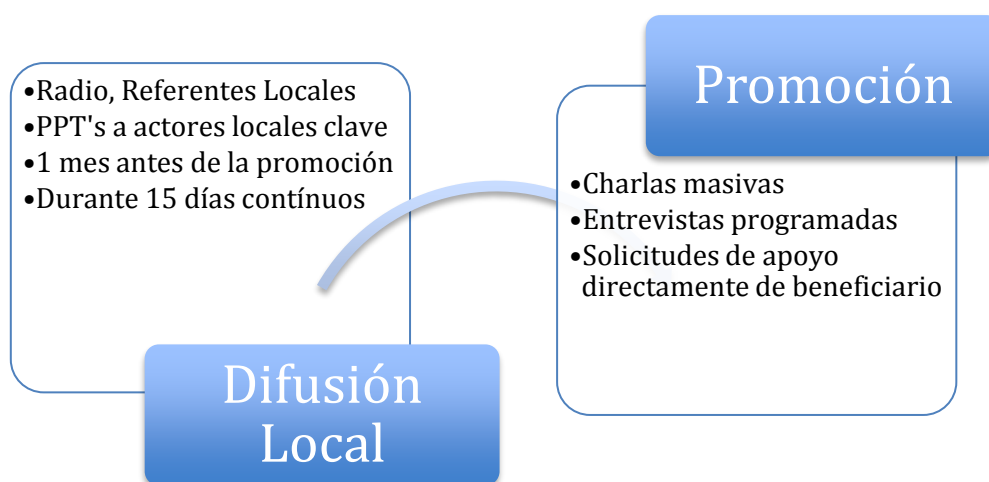 •Radio, Referentes Locales
•PPT's a actores locales clave
•1 mes antes de la promoción
•Durante 15 días contínuos
Difusión
Local
Promoción
•Charlas masivas
•Entrevistas programadas
•Solicitudes de apoyo
directamente de beneficiario